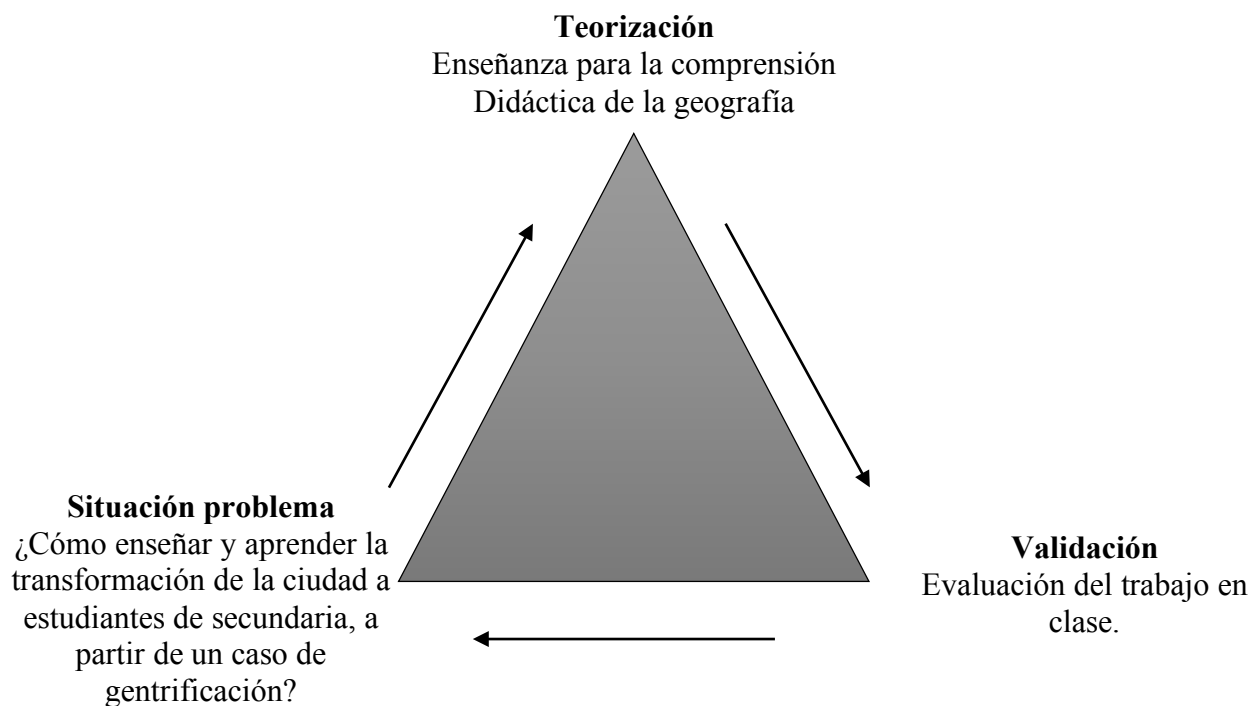 Teorización
Enseñanza para la comprensión
Didáctica de la geografía
Situación problema
¿Cómo enseñar y aprender la
transformación de la ciudad a
estudiantes de secundaria, a
partir de un caso de
gentrificación?
Validación
Evaluación del trabajo en
clase.